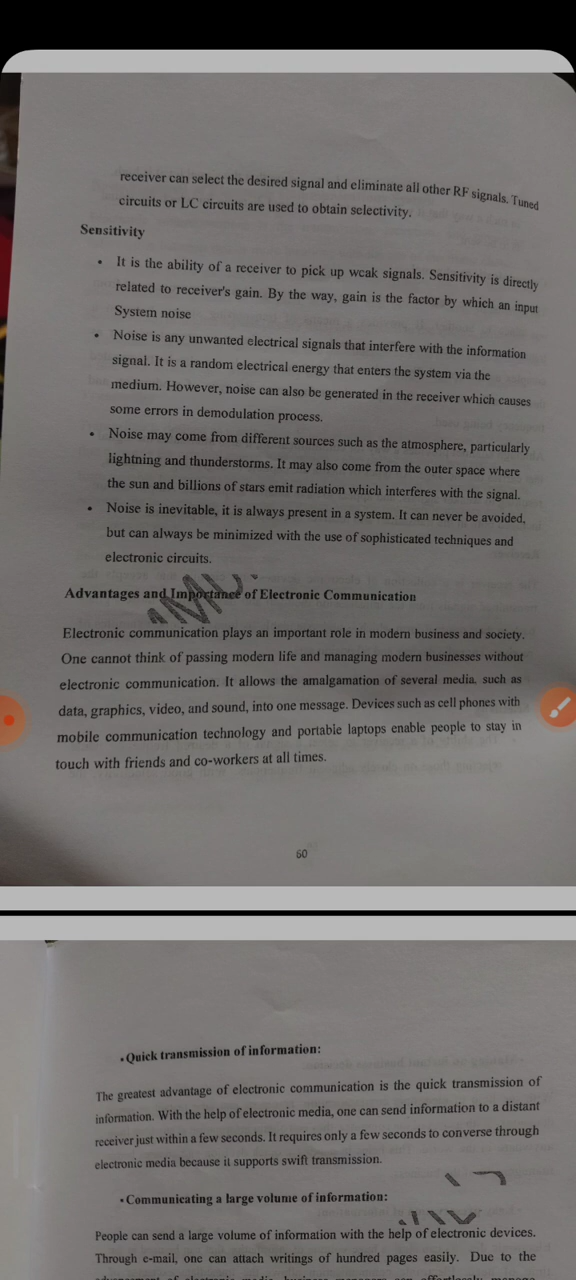 receiver can select the desired signal and eliminate all other RF signals. Tuned
circuits or LC circuits are used to obtain selectivity.
Sensitivity
• It is the ability of a receiver to pick up weak signals. Sensitivity is directly
related to receiver's gain. By the way, gain is the factor by which an input
System noise
• Noise is any unwanted electrical signals that interfere with the information
signal. It is a random electrical energy that enters the system via the
medium. However, noise can also be generated in the receiver which causes
some errors in demodulation process.
• Noise may come from different sources such as the atmosphere, particularly
lightning and thunderstorms. It may also come from the outer space where
the sun and billions of stars emit radiation which interferes with the signal.
• Noise is inevitable, it is always present in a system. It can never be avoided,
but can always be minimized with the use of sophisticated techniques and
electronic circuits.
Advantages and Importance of Electronic Communication
Electronic communication plays an important role in modern business and society.
One cannot think of passing modern life and managing modern businesses without
electronic communication. It allows the amalgamation of several media such as
data, graphics, video, and sound, into one message. Devices such as cell phones with
mobile communication technology and portable laptops enable people to stay in
touch with friends and co-workers at all times.
60
• Quick transmission of information:
The greatest advantage of electronic communication is the quick transmission of
information. With the help of electronic media, one can send information to a distant
receiver just within a few seconds. It requires only a few seconds to converse through
electronic media because it supports swift transmission.
• Communicating a large volume of information:
People can send a large volume of information with the help of electronic devices.
Through e-mail, one can attach writings of hundred pages easily. Due to the